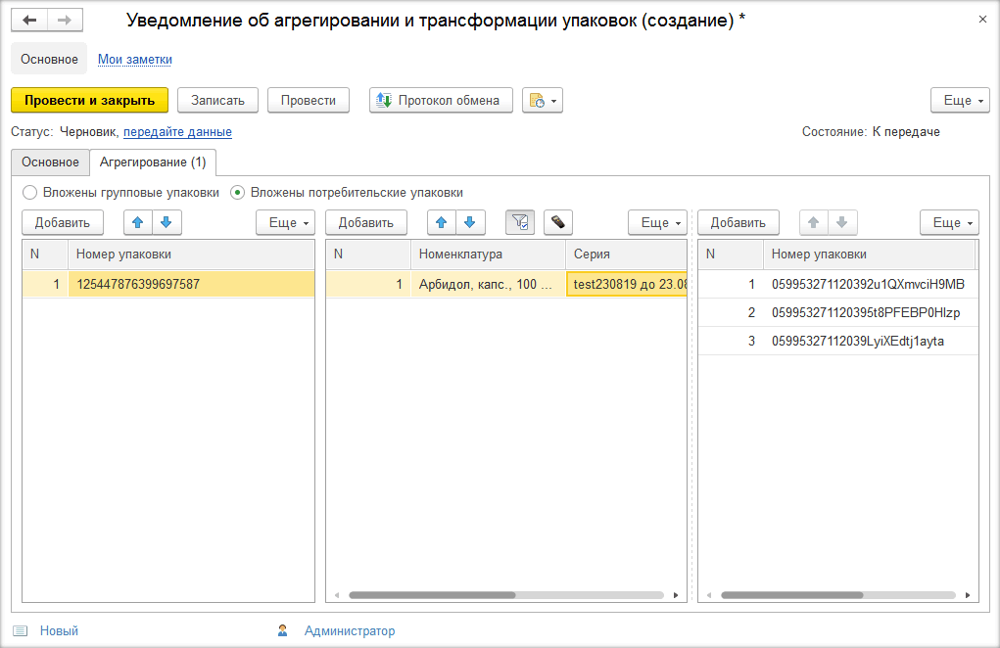 Уведомление об агрегировании и трансформации упаковок (создание) *
Основное Мои заметки
Провести и закрыть Записать Провести Протокол обмена Еще
Статус: Черновик, передайте данные Состояние: К передаче
Основное Агрегирование (1)
Вложены групповые упаковки Вложены потребительские упаковки
Добавить Еще Добавить Еще Добавить Еще
N Номер упаковки N Номенклатура Серия N Номер упаковки
1 125447876399697587 1 Арбидол, капс., 100 ... test230819 до 23.08 1 059953271120392u1QXmvciH9MB
2 059953271120395t8PFEBP0HIzp
3 05995327112039LyiXEdtj1ayta
Новый Администратор